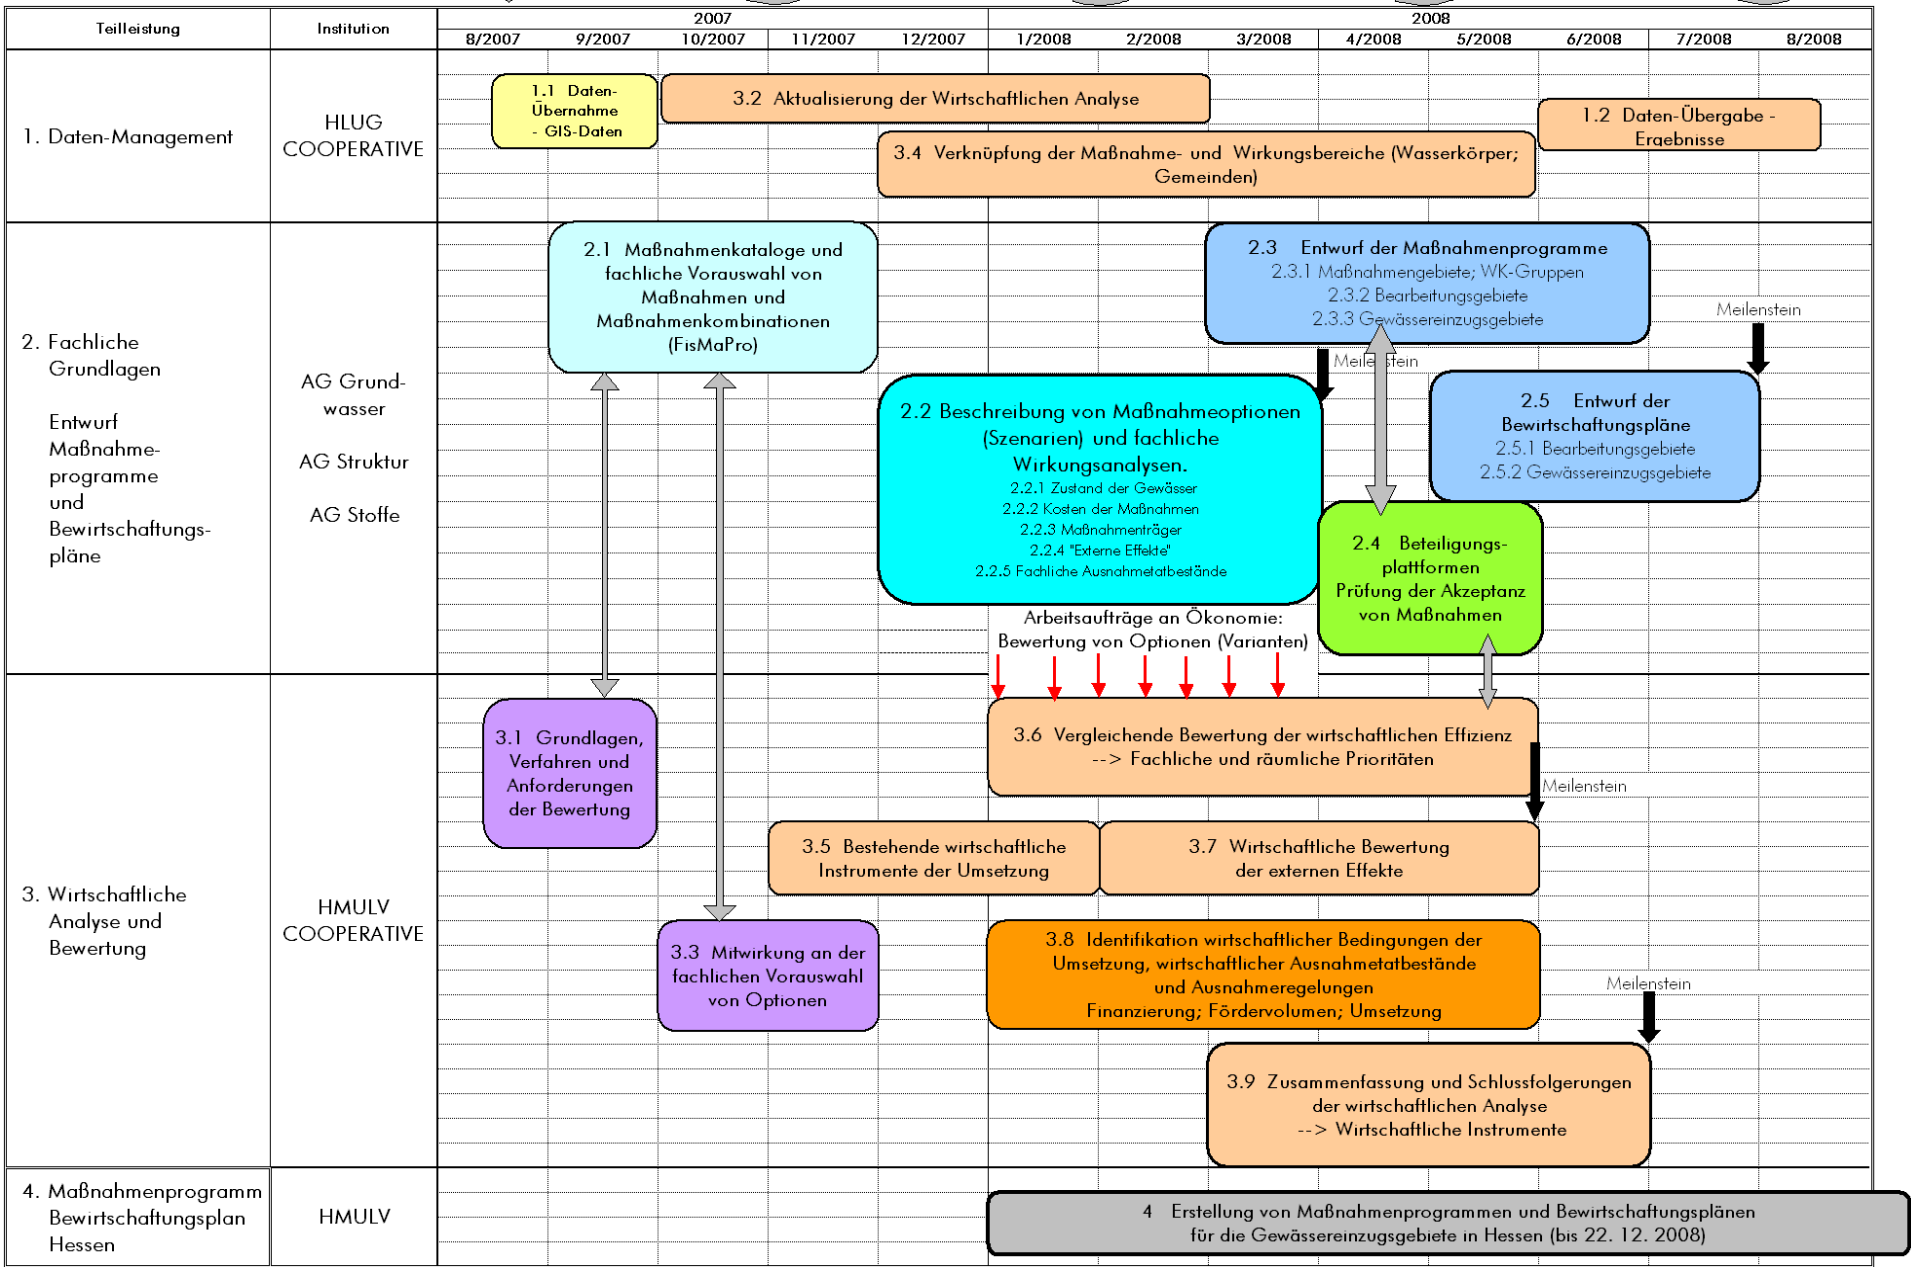 Teilleistung
Institution
2007
2008
8/2007
9/2007
10/2007
11/2007
12/2007
1/2008
2/2008
3/2008
4/2008
5/2008
6/2008
7/2008
8/2008
1. Daten-Management
HLUG
COOPERATIVE
1.1 Daten-
Übernahme
- GIS-Daten
3.2 Aktualisierung der Wirtschaftlichen Analyse
3.4 Verknüpfung der Maßnahme- und Wirkungsbereiche (Wasserkörper;
Gemeinden)
1.2 Daten-Übergabe -
Ergebnisse
2. Fachliche
Grundlagen
Entwurf
Maßnahme-
programme
und
Bewirtschaftungs-
pläne
AG Grund-
wasser
AG Struktur
AG Stoffe
2.1 Maßnahmenkataloge und
fachliche Vorauswahl von
Maßnahmen und
Maßnahmenkombinationen
(FisMaPro)
2.3 Entwurf der Maßnahmenprogramme
2.3.1 Maßnahmengebiete; WK-Gruppen
2.3.2 Bearbeitungsgebiete
2.3.3 Gewässereinzugsgebiete
Meilenstein
Meilenstein
2.2 Beschreibung von Maßnahmeoptionen
(Szenarien) und fachliche
Wirkungsanalysen.
2.2.1 Zustand der Gewässer
2.2.2 Kosten der Maßnahmen
2.2.3 Maßnahmenträger
2.2.4 "Externe Effekte"
2.2.5 Fachliche Ausnahmetatbestände
2.5 Entwurf der
Bewirtschaftungspläne
2.5.1 Bearbeitungsgebiete
2.5.2 Gewässereinzugsgebiete
2.4 Beteiligungs-
plattformen
Prüfung der Akzeptanz
von Maßnahmen
Arbeitsaufträge an Ökonomie:
Bewertung von Optionen (Varianten)
3. Wirtschaftliche
Analyse und
Bewertung
HMULV
COOPERATIVE
3.1 Grundlagen,
Verfahren und
Anforderungen
der Bewertung
3.6 Vergleichende Bewertung der wirtschaftlichen Effizienz
--> Fachliche und räumliche Prioritäten
Meilenstein
3.5 Bestehende wirtschaftliche
Instrumente der Umsetzung
3.7 Wirtschaftliche Bewertung
der externen Effekte
3.3 Mitwirkung an der
fachlichen Vorauswahl
von Optionen
3.8 Identifikation wirtschaftlicher Bedingungen der
Umsetzung, wirtschaftlicher Ausnahmetatbestände
und Ausnahmeregelungen
Finanzierung; Fördervolumen; Umsetzung
Meilenstein
3.9 Zusammenfassung und Schlussfolgerungen
der wirtschaftlichen Analyse
--> Wirtschaftliche Instrumente
4. Maßnahmenprogramm
Bewirtschaftungsplan
Hessen
HMULV
4 Erstellung von Maßnahmenprogrammen und Bewirtschaftungsplänen
für die Gewässereinzugsgebiete in Hessen (bis 22. 12. 2008)